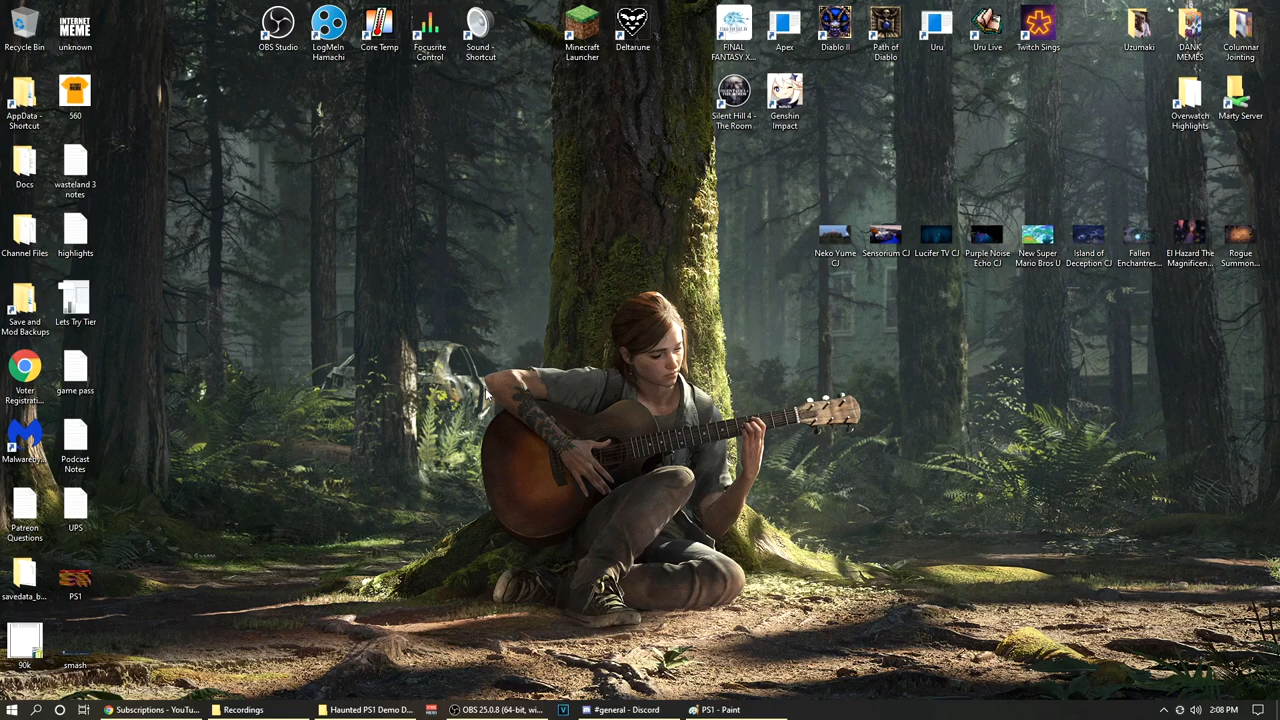 INTERNET
MEME
Recycle Bin
unknown
OBS Studio
LogMeIn
Hamachi
Core Temp
Focusrite
Control
Sound -
Shortcut
Minecraft
Launcher
Deltarune
FINAL
FANTASY X...
Apex
Diablo II
Path of
Diablo
Uru
Uru Live
Twitch Sings
Uzumaki
DANK
MEMES
Columnar
Jointing
AppData -
Shortcut
560
Silent Hill 4 -
The Room
Genshin
Impact
Overwatch
Highlights
Marty Server
Docs
wasteland 3
notes
Channel Files
highlights
Neko Yume
CJ
Sensorium CJ
Lucifer TV CJ
Purple Noise
Echo CJ
New Super
Mario Bros U
Island of
Deception CJ
Fallen
Enchantres...
El Hazard The
Magnificen...
Rogue
Summon...
Save and
Mod Backups
Lets Try Tier
Voter
Registrati...
game pass
Malwareby...
Podcast
Notes
Patreon
Questions
UPS
savedata_b...
PS1
90k
smash
Subscriptions - YouTu...
Recordings
Haunted PS1 Demo D...
OBS 25.0.8 (64-bit, wi...
#general - Discord
PS1 - Paint
2:08 PM